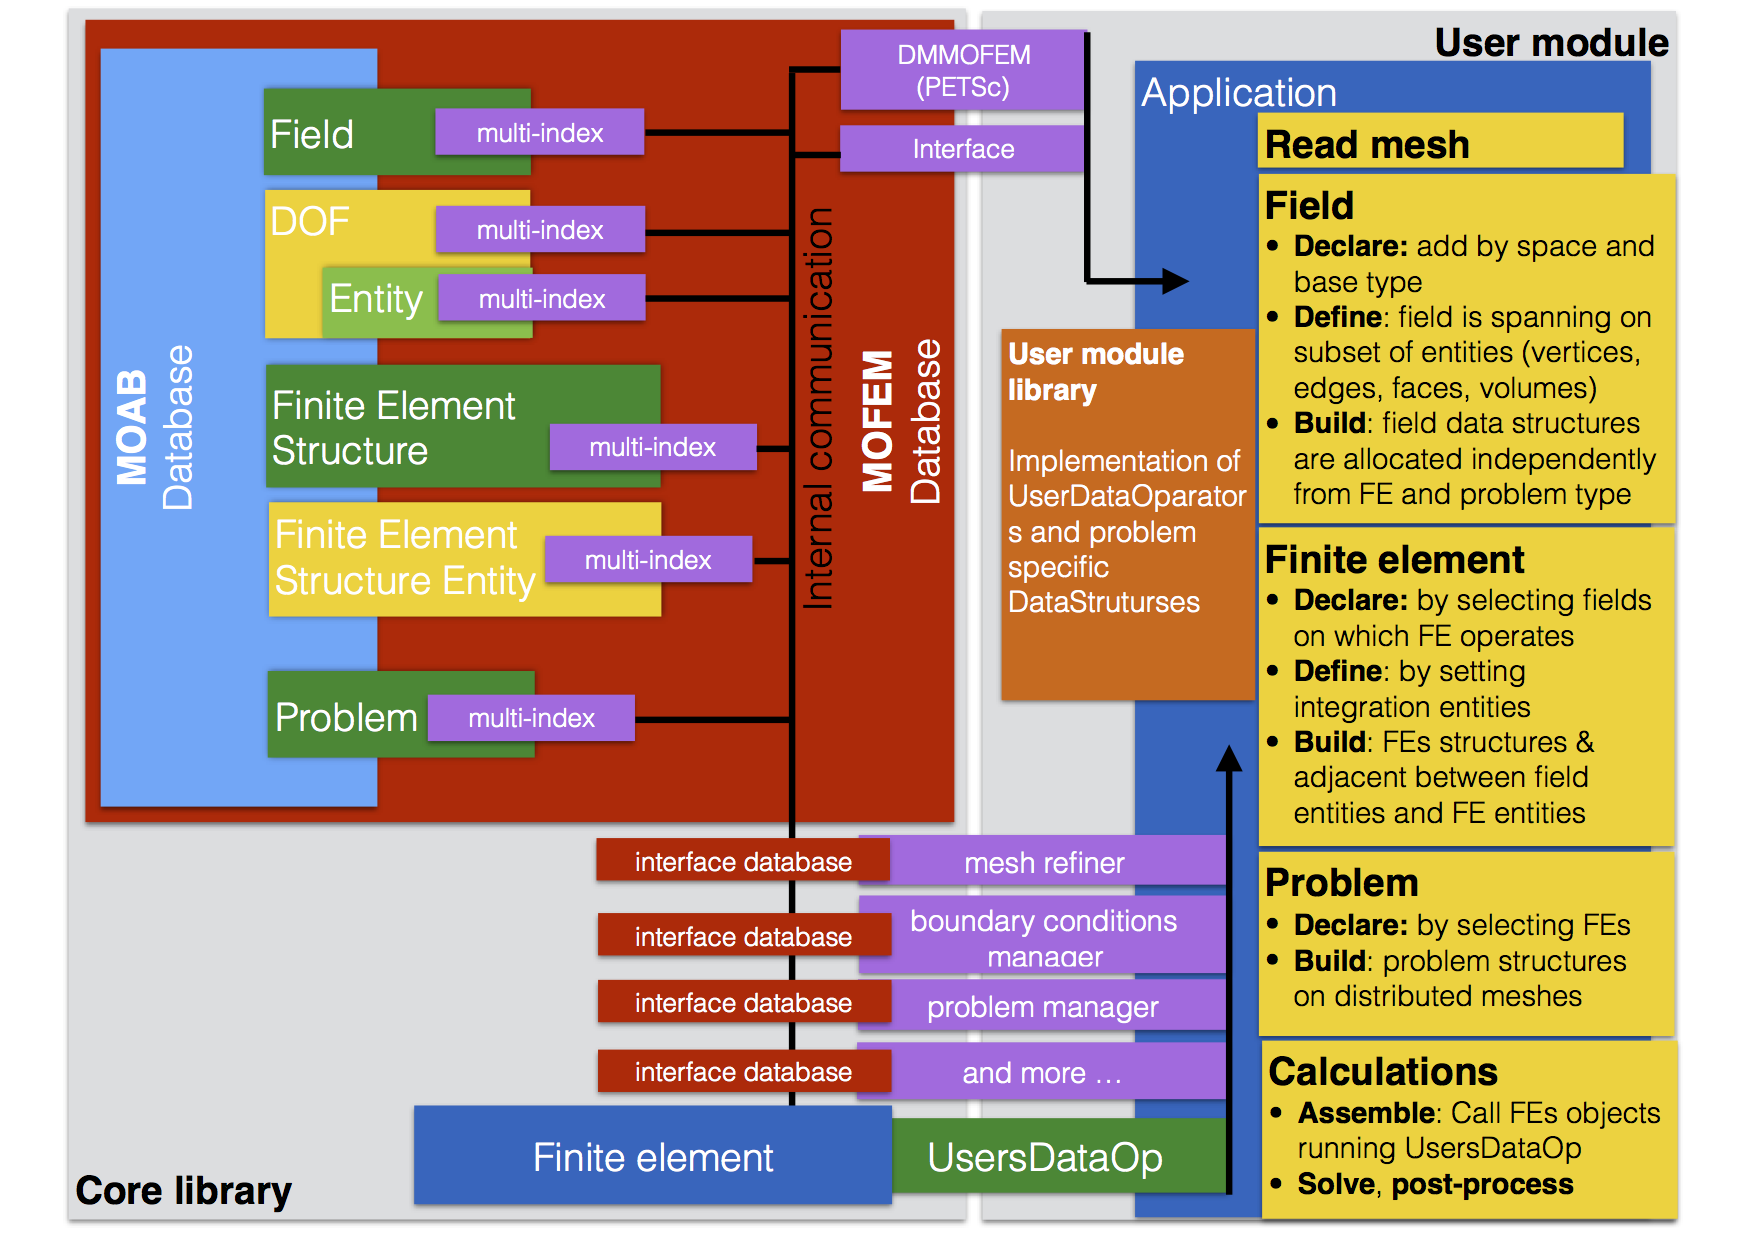 MOAB
Database
Field
multi-index
DOF
multi-index
Entity
multi-index
Finite Element
Structure
multi-index
Finite Element
Structure Entity
multi-index
Problem
multi-index
Internal communication
MOFEM
Database
DMMOFEM
(PETSc)
Interface
interface database
mesh refiner
interface database
boundary conditions
manager
interface database
problem manager
interface database
and more ...
Finite element
UsersDataOp
Core library
User module
Application
User module
library
Implementation of
UserDataOparator
s and problem
specific
DataStruturses
Read mesh
Field
• Declare: add by space and
base type
• Define: field is spanning on
subset of entities (vertices,
edges, faces, volumes)
• Build: field data structures
are allocated independently
from FE and problem type
Finite element
• Declare: by selecting fields
on which FE operates
• Define: by setting
integration entities
• Build: FEs structures &
adjacent between field
entities and FE entities
Problem
• Declare: by selecting FEs
• Build: problem structures
on distributed meshes
Calculations
• Assemble: Call FEs objects
running UsersDataOp
• Solve, post-process